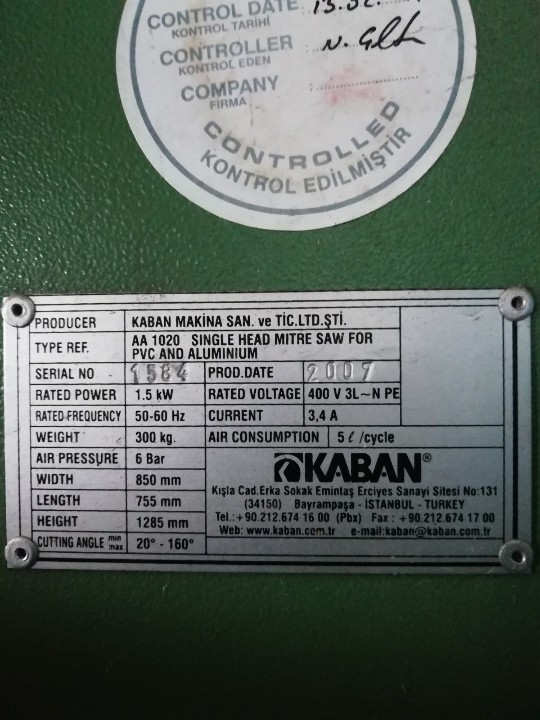 CONTROL DATE
KONTROL TARİHİ
CONTROLLER
KONTROL EDEN
COMPANY
FİRMA
CONTROLLED
KONTROL EDİLMİŞTİR
PRODUCER KABAN MAKİNA SAN. ve TİC.LTD.ŞTİ.
TYPE REF. AA 1020 SINGLE HEAD MITRE SAW FOR
PVC AND ALUMINIUM
SERIAL NO 1584 PROD.DATE 2007
RATED POWER 1.5 kW RATED VOLTAGE 400 V 3L~N PE
RATED FREQUENCY 50-60 Hz CURRENT 3,4 A
WEIGHT 300 kg. AIR CONSUMPTION 5ℓ/cycle
AIR PRESSURE 6 Bar
WIDTH 850 mm
LENGTH 755 mm
HEIGHT 1285 mm
CUTTING ANGLE min max. 20° - 160°
KABAN®
Kışla Cad.Erka Sokak Emintaş Erciyes Sanayi Sitesi No:131
(34150) Bayrampaşa - İSTANBUL - TURKEY
Tel.:+90.212.674 16 00 (Pbx) Fax : +90.212.674 17 00
Web: www.kaban.com.tr e-mail:kaban@kaban.com.tr